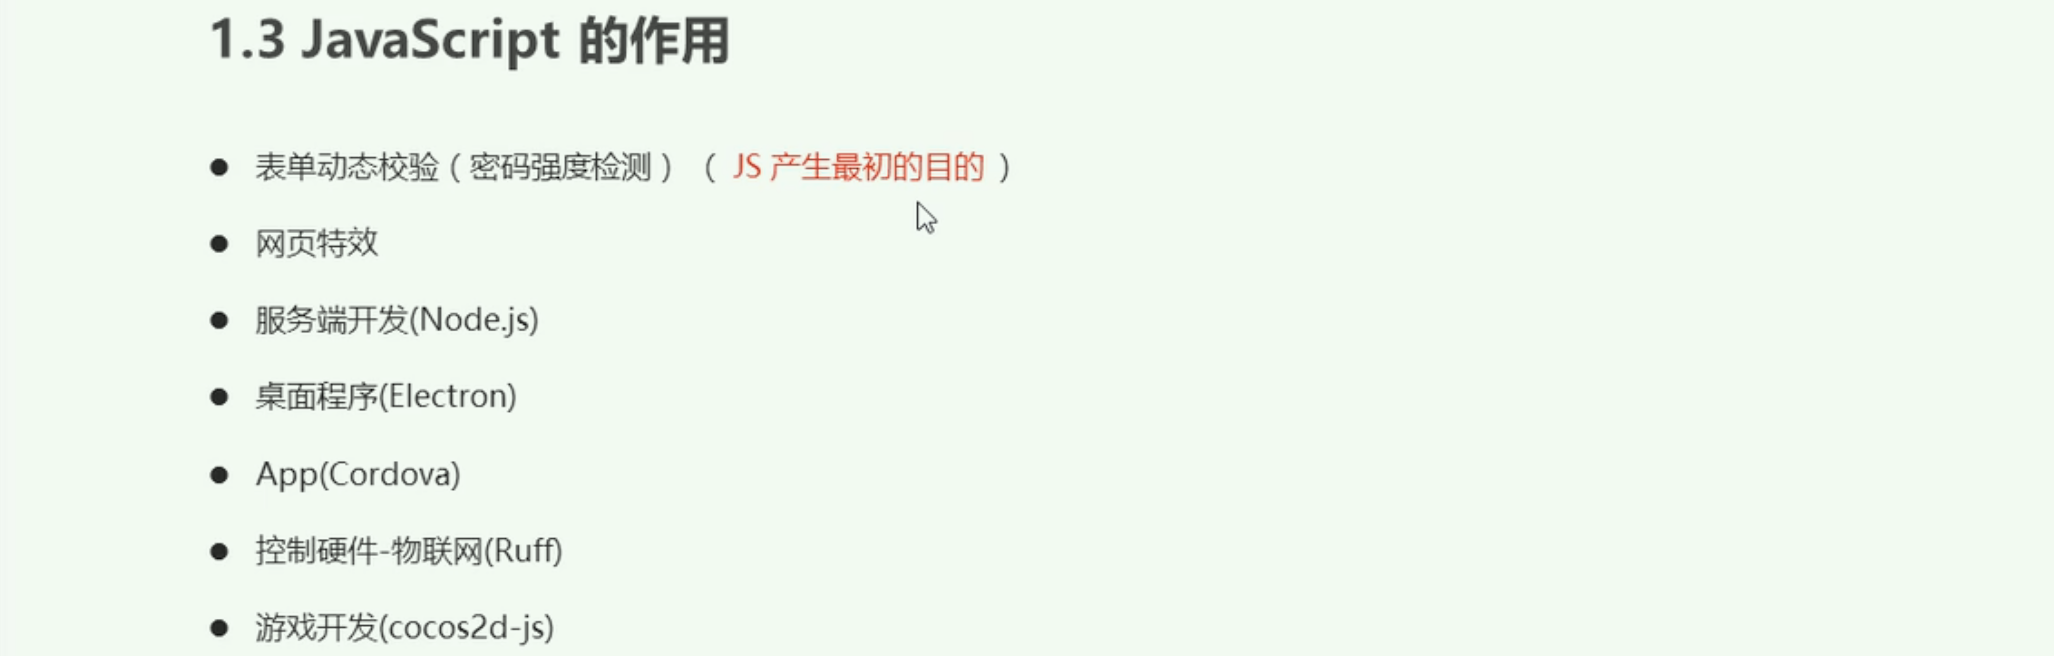 1.3 JavaScript 的作用
● 表单动态校验（密码强度检测）（ JS 产生最初的目的 ）
● 网页特效
● 服务端开发(Node.js)
● 桌面程序(Electron)
● App(Cordova)
● 控制硬件-物联网(Ruff)
● 游戏开发(cocos2d-js)